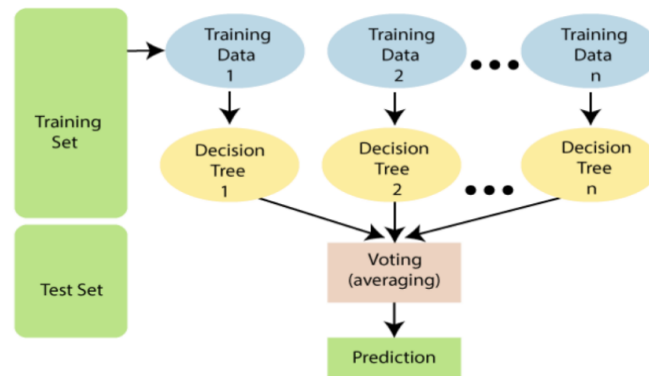 Training
Set
Test Set
Training
Data
1
Training
Data
2
Training
Data
n
Decision
Tree
1
Decision
Tree
2
Decision
Tree
n
Voting
(averaging)
Prediction